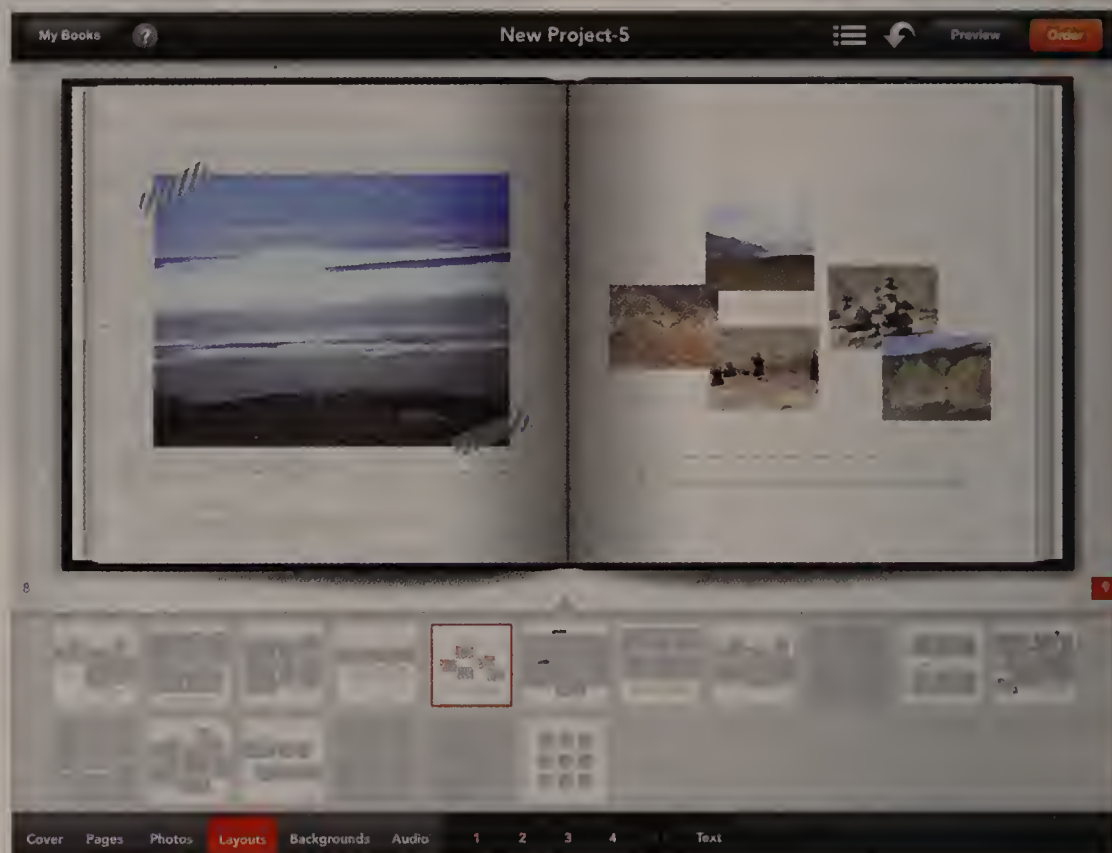 My Books ? New Project-5 Preview Order
8 9
Cover Pages Photos Layouts Backgrounds Audio 1 2 3 4 Text